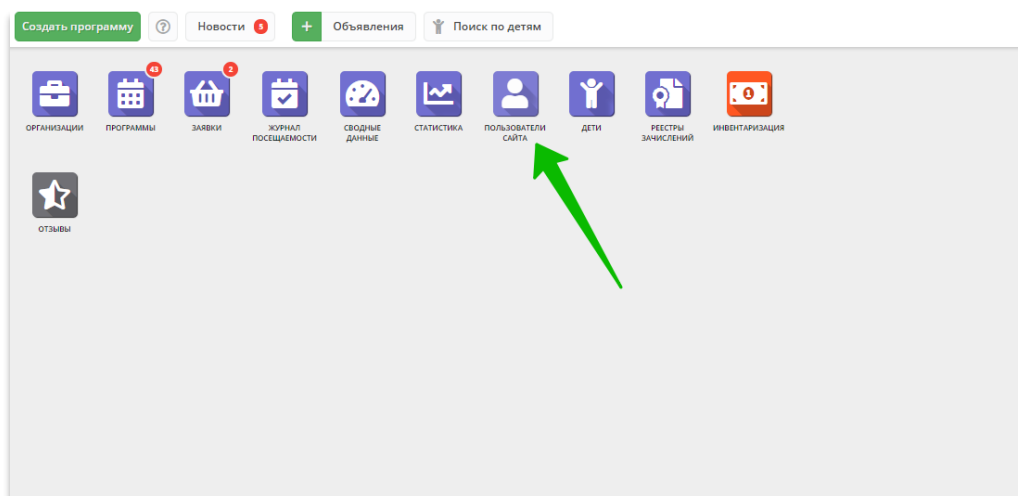 Создать программу ? Новости 5 + Объявления Поиск по детям
43 2
1
ОРГАНИЗАЦИИ ПРОГРАММЫ ЗАЯВКИ ЖУРНАЛ СВОДНЫЕ СТАТИСТИКА ПОЛЬЗОВАТЕЛИ ДЕТИ РЕЕСТРЫ ИНВЕНТАРИЗАЦИЯ
ПОСЕЩАЕМОСТИ ДАННЫЕ САЙТА ЗАЧИСЛЕНИЙ
ОТЗЫВЫ